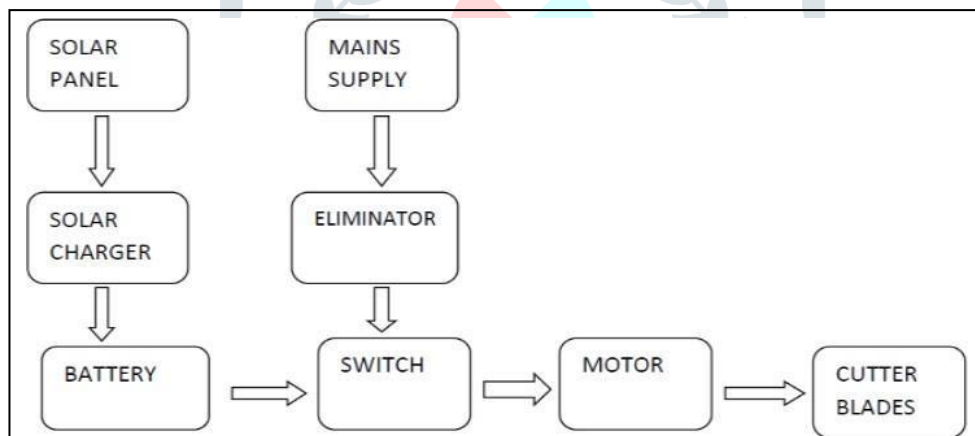 SOLAR
PANEL
MAINS
SUPPLY
SOLAR
CHARGER
ELIMINATOR
BATTERY
SWITCH
MOTOR
CUTTER
BLADES